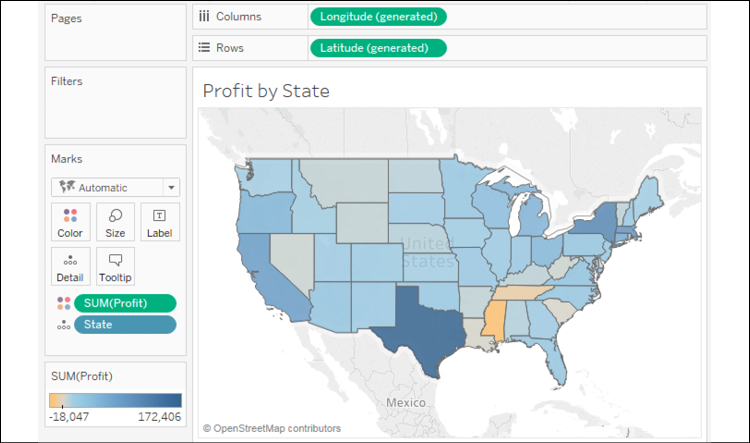 Pages
Columns
Longitude (generated)
Rows
Latitude (generated)
Filters
Profit by State
Marks
Automatic
Color
Size
Label
T
Detail
Tooltip
SUM(Profit)
State
SUM(Profit)
-18,047
172,406
United
States
Mexico
© OpenStreetMap contributors